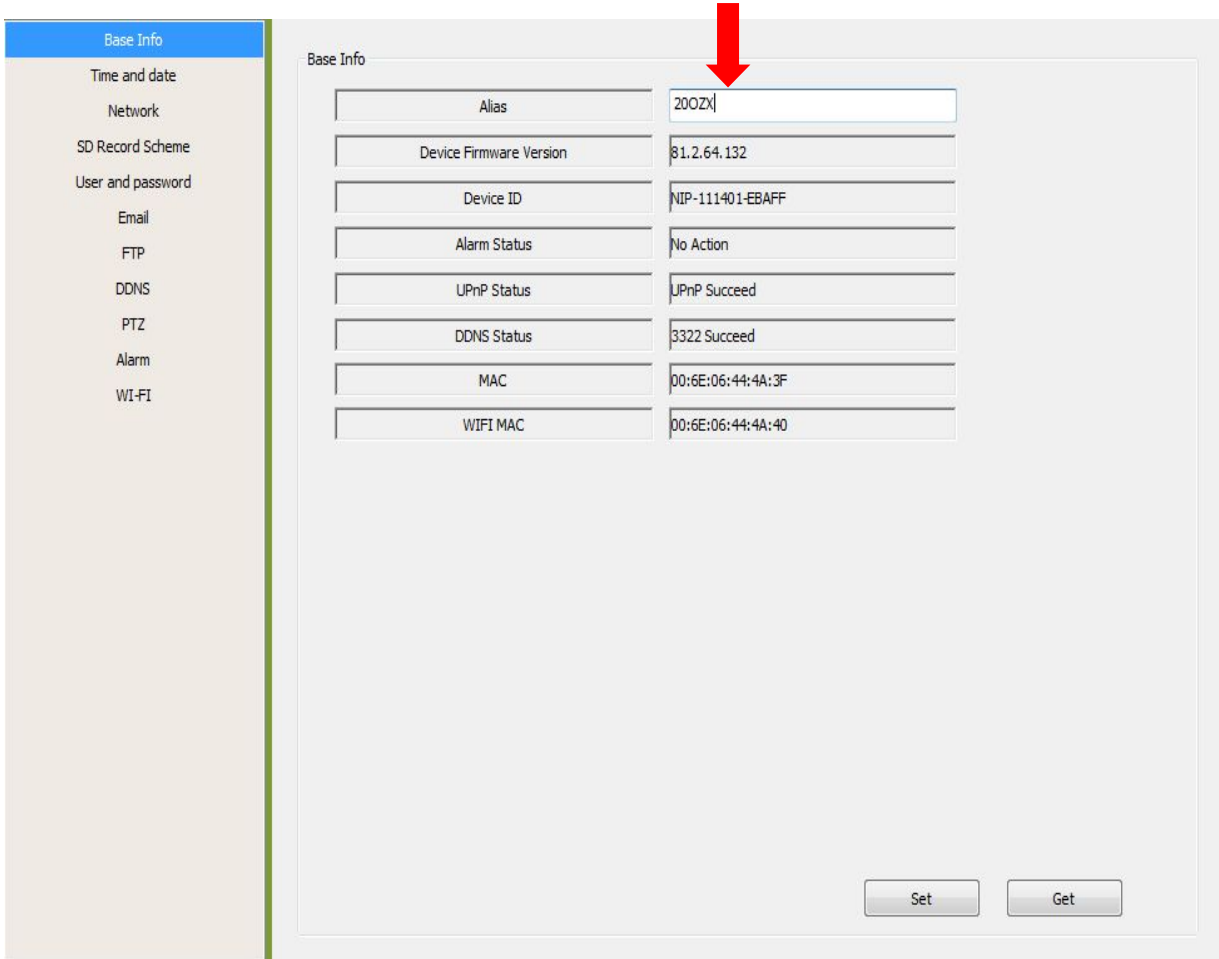 Base Info
Time and date
Network
SD Record Scheme
User and password
Email
FTP
DDNS
PTZ
Alarm
WI-FI
Base Info
Alias 20OZX
Device Firmware Version 81.2.64.132
Device ID NIP-111401-EBAFF
Alarm Status No Action
UPnP Status UPnP Succeed
DDNS Status 3322 Succeed
MAC 00:6E:06:44:4A:3F
WIFI MAC 00:6E:06:44:4A:40
Set Get